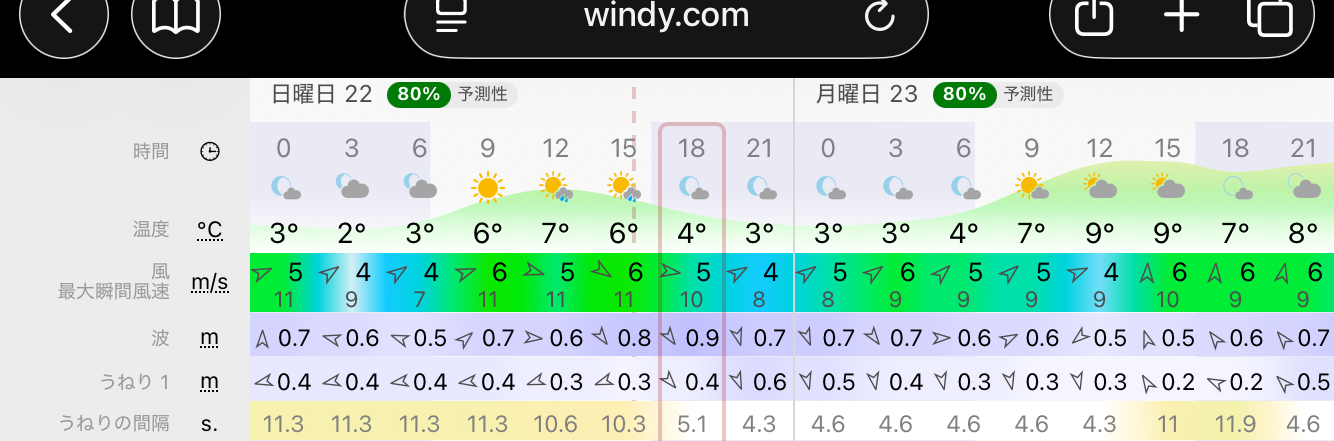 windy.com
日曜日 22 80% 予測性 月曜日 23 80% 予測性
時間 0 3 6 9 12 15 18 21 0 3 6 9 12 15 18 21
温度 °C 3° 2° 3° 6° 7° 6° 4° 3° 3° 3° 4° 7° 9° 9° 7° 8°
風 m/s 5 4 4 6 5 6 5 4 5 6 5 5 4 6 6 6
最大瞬間風速 11 9 7 11 11 11 10 8 8 9 9 9 9 10 9 9
波 m 0.7 0.6 0.5 0.7 0.6 0.8 0.9 0.7 0.7 0.7 0.6 0.6 0.5 0.5 0.6 0.7
うねり 1 m 0.4 0.4 0.4 0.4 0.3 0.3 0.4 0.6 0.5 0.4 0.3 0.3 0.3 0.2 0.2 0.5
うねりの間隔 s. 11.3 11.3 11.3 11.3 10.6 10.3 5.1 4.3 4.6 4.6 4.6 4.6 4.3 11 11.9 4.6